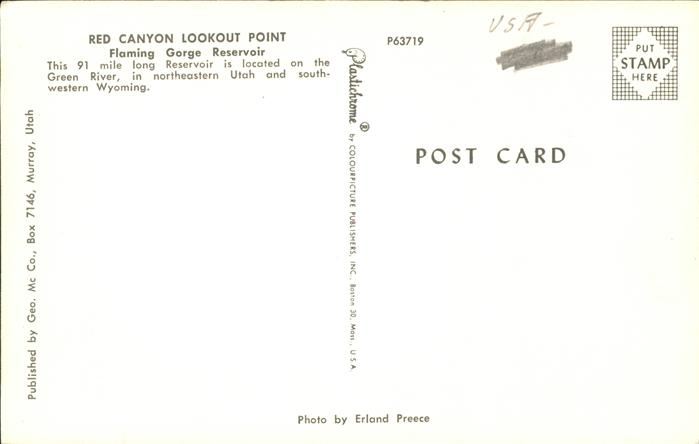 RED CANYON LOOKOUT POINT
Flaming Gorge Reservoir
This 91 mile long Reservoir is located on the
Green River, in northeastern Utah and south-
western Wyoming.
Published by Geo. Mc Co., Box 7146, Murray, Utah
Plastichrome ® by COLOURPICTURE PUBLISHERS, INC., Boston 30, Mass., U.S.A.
P63719
USA-
PUT
STAMP
HERE
POST CARD
Photo by Erland Preece